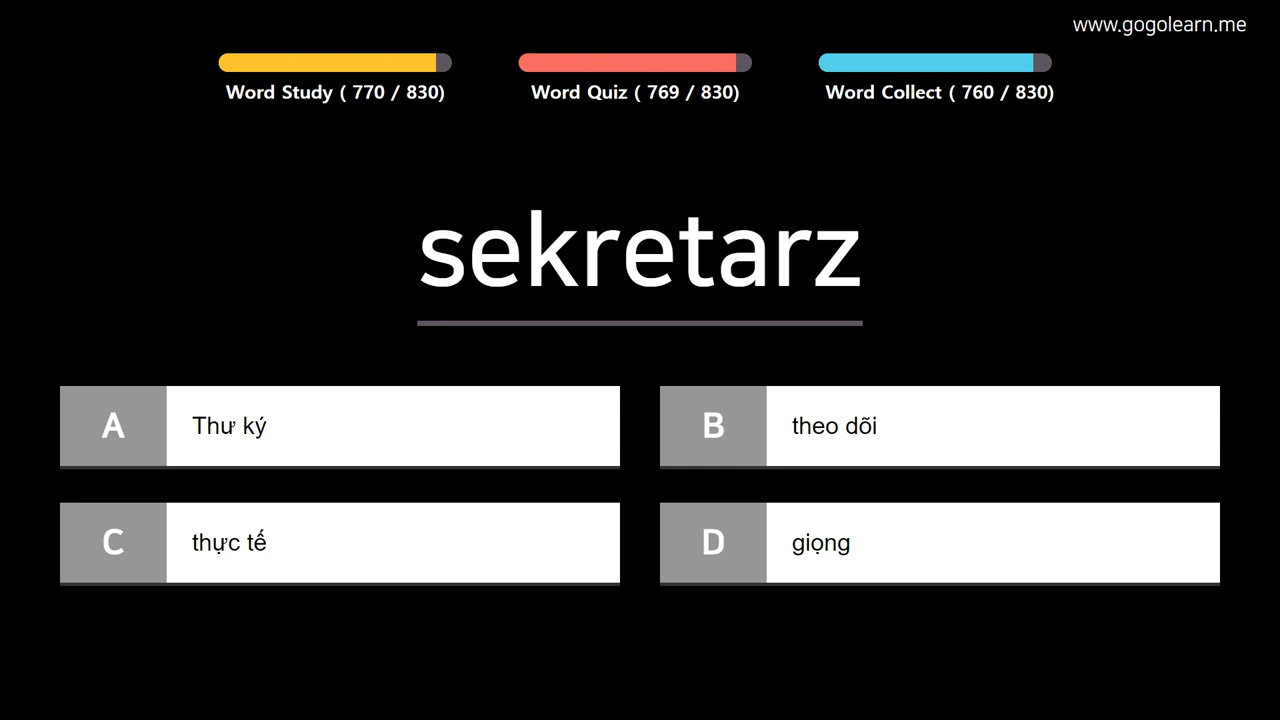 www.gogolearn.me
Word Study ( 770 / 830)
Word Quiz ( 769 / 830)
Word Collect ( 760 / 830)
sekretarz
A Thư ký
B theo dõi
C thực tế
D giọng